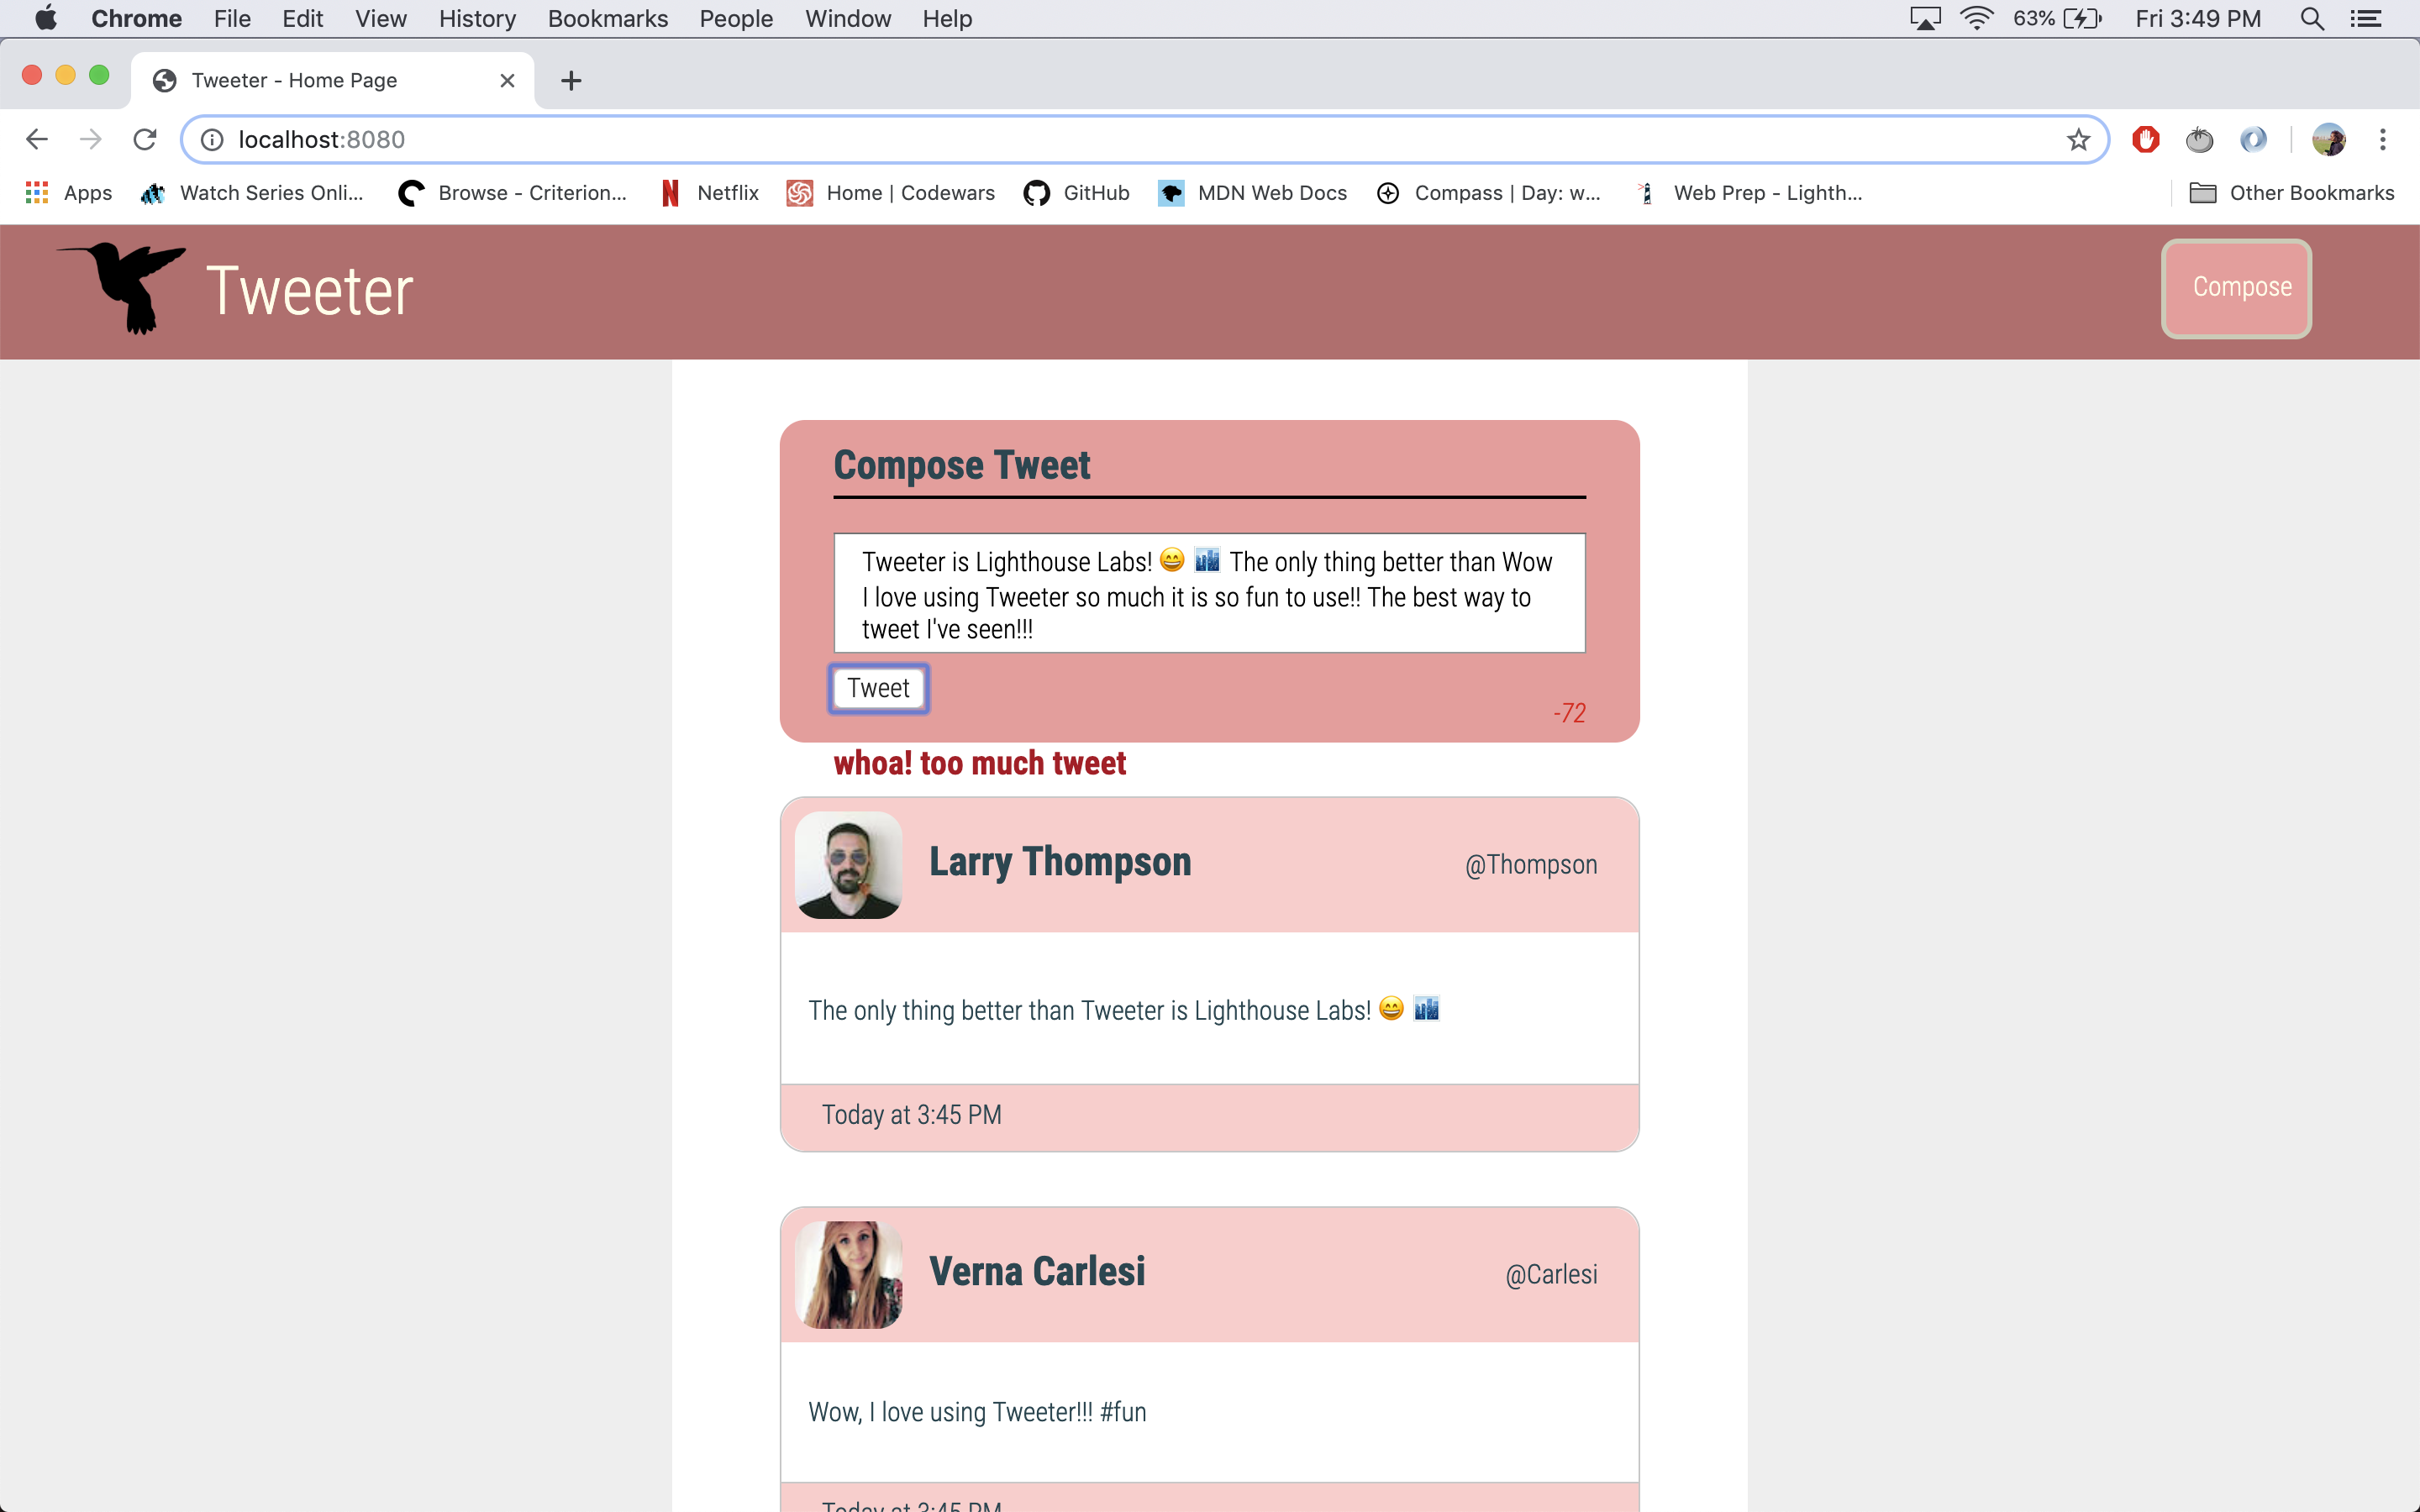 Chrome File Edit View History Bookmarks People Window Help 63% Fri 3:49 PM
Tweeter - Home Page
localhost:8080
Apps Watch Series Onli... Browse - Criterion... Netflix Home | Codewars GitHub MDN Web Docs Compass | Day: w... Web Prep - Lighth... Other Bookmarks
Tweeter Compose
Compose Tweet
Tweeter is Lighthouse Labs! 😄 🏙️ The only thing better than Wow
I love using Tweeter so much it is so fun to use!! The best way to
tweet I've seen!!!
Tweet
-72
whoa! too much tweet
Larry Thompson @Thompson
The only thing better than Tweeter is Lighthouse Labs! 😄 🏙️
Today at 3:45 PM
Verna Carlesi @Carlesi
Wow, I love using Tweeter!!! #fun
Today at 3:45 PM